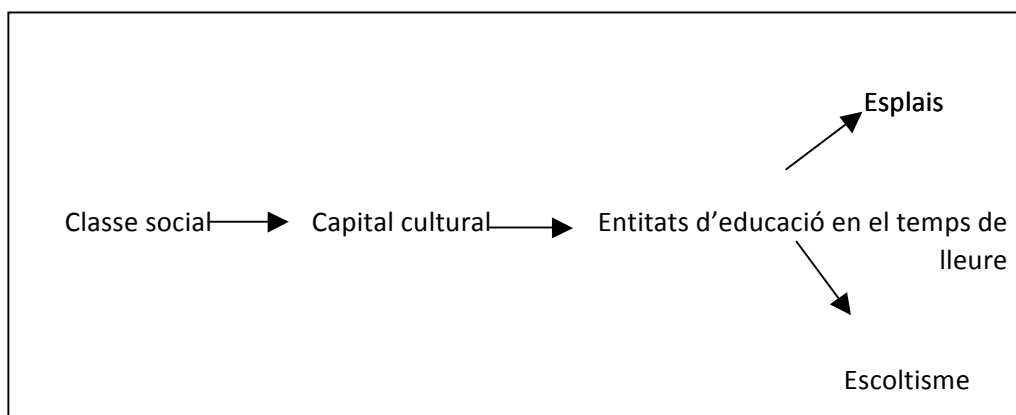 Esplais
Classe social
Capital cultural
Entitats d’educació en el temps de
lleure
Escoltisme